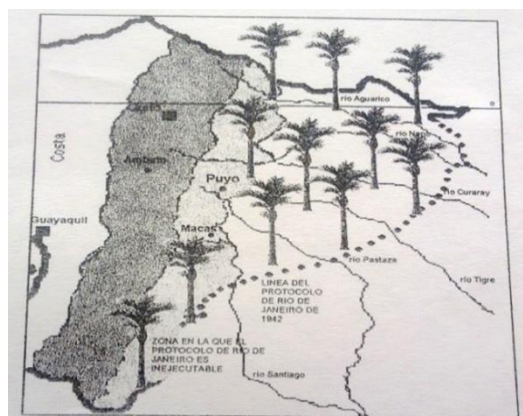 río Aguarico
Costa
río Napo
Ambato
Puyo
río Curaray
Guayaquil
Macas
río Pastaza
río Tigre
LINEA DEL
PROTOCOLO
DE RIO DE
JANEIRO DE
1942
ZONA EN LA QUE EL
PROTOCOLO DE RIO DE
JANEIRO ES
INEJECUTABLE
río Santiago